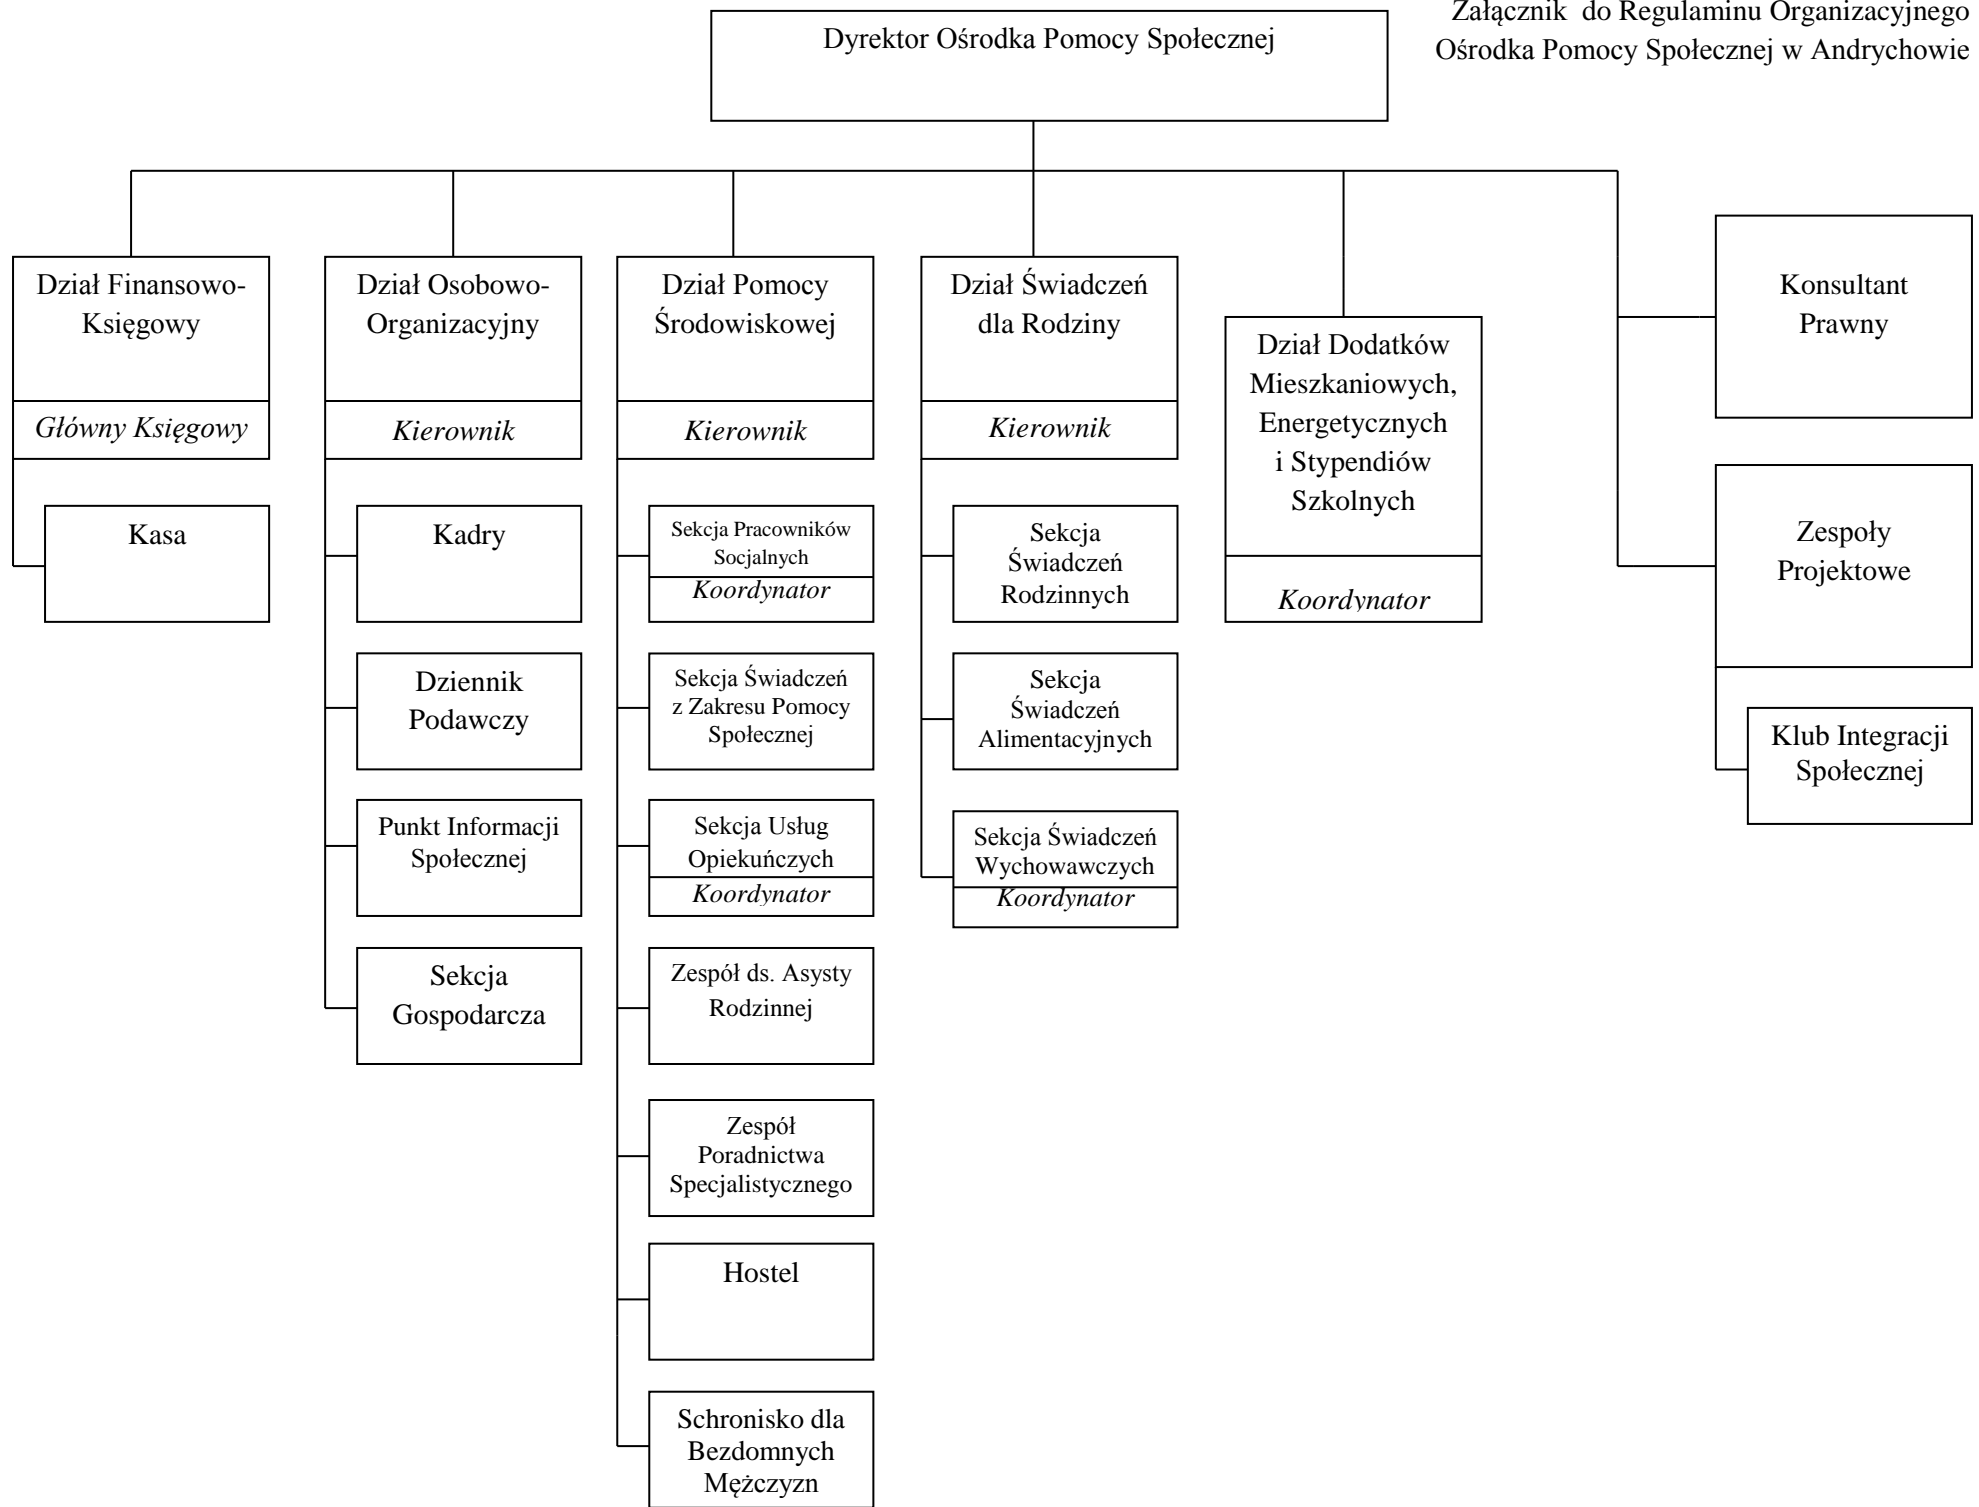 Załącznik do Regulaminu Organizacyjnego
Ośrodka Pomocy Społecznej w Andrychowie
Dyrektor Ośrodka Pomocy Społecznej
Dział Finansowo-
Księgowy
Główny Księgowy
Kasa
Dział Osobowo-
Organizacyjny
Kierownik
Kadry
Dziennik
Podawczy
Punkt Informacji
Społecznej
Sekcja
Gospodarcza
Dział Pomocy
Środowiskowej
Kierownik
Sekcja Pracowników
Socjalnych
Koordynator
Sekcja Świadczeń
z Zakresu Pomocy
Społecznej
Sekcja Usług
Opiekuńczych
Koordynator
Zespół ds. Asysty
Rodzinnej
Zespół
Poradnictwa
Specjalistycznego
Hostel
Schronisko dla
Bezdomnych
Mężczyzn
Dział Świadczeń
dla Rodziny
Kierownik
Sekcja
Świadczeń
Rodzinnych
Sekcja
Świadczeń
Alimentacyjnych
Sekcja Świadczeń
Wychowawczych
Koordynator
Dział Dodatków
Mieszkaniowych,
Energetycznych
i Stypendiów
Szkolnych
Koordynator
Konsultant
Prawny
Zespoły
Projektowe
Klub Integracji
Społecznej